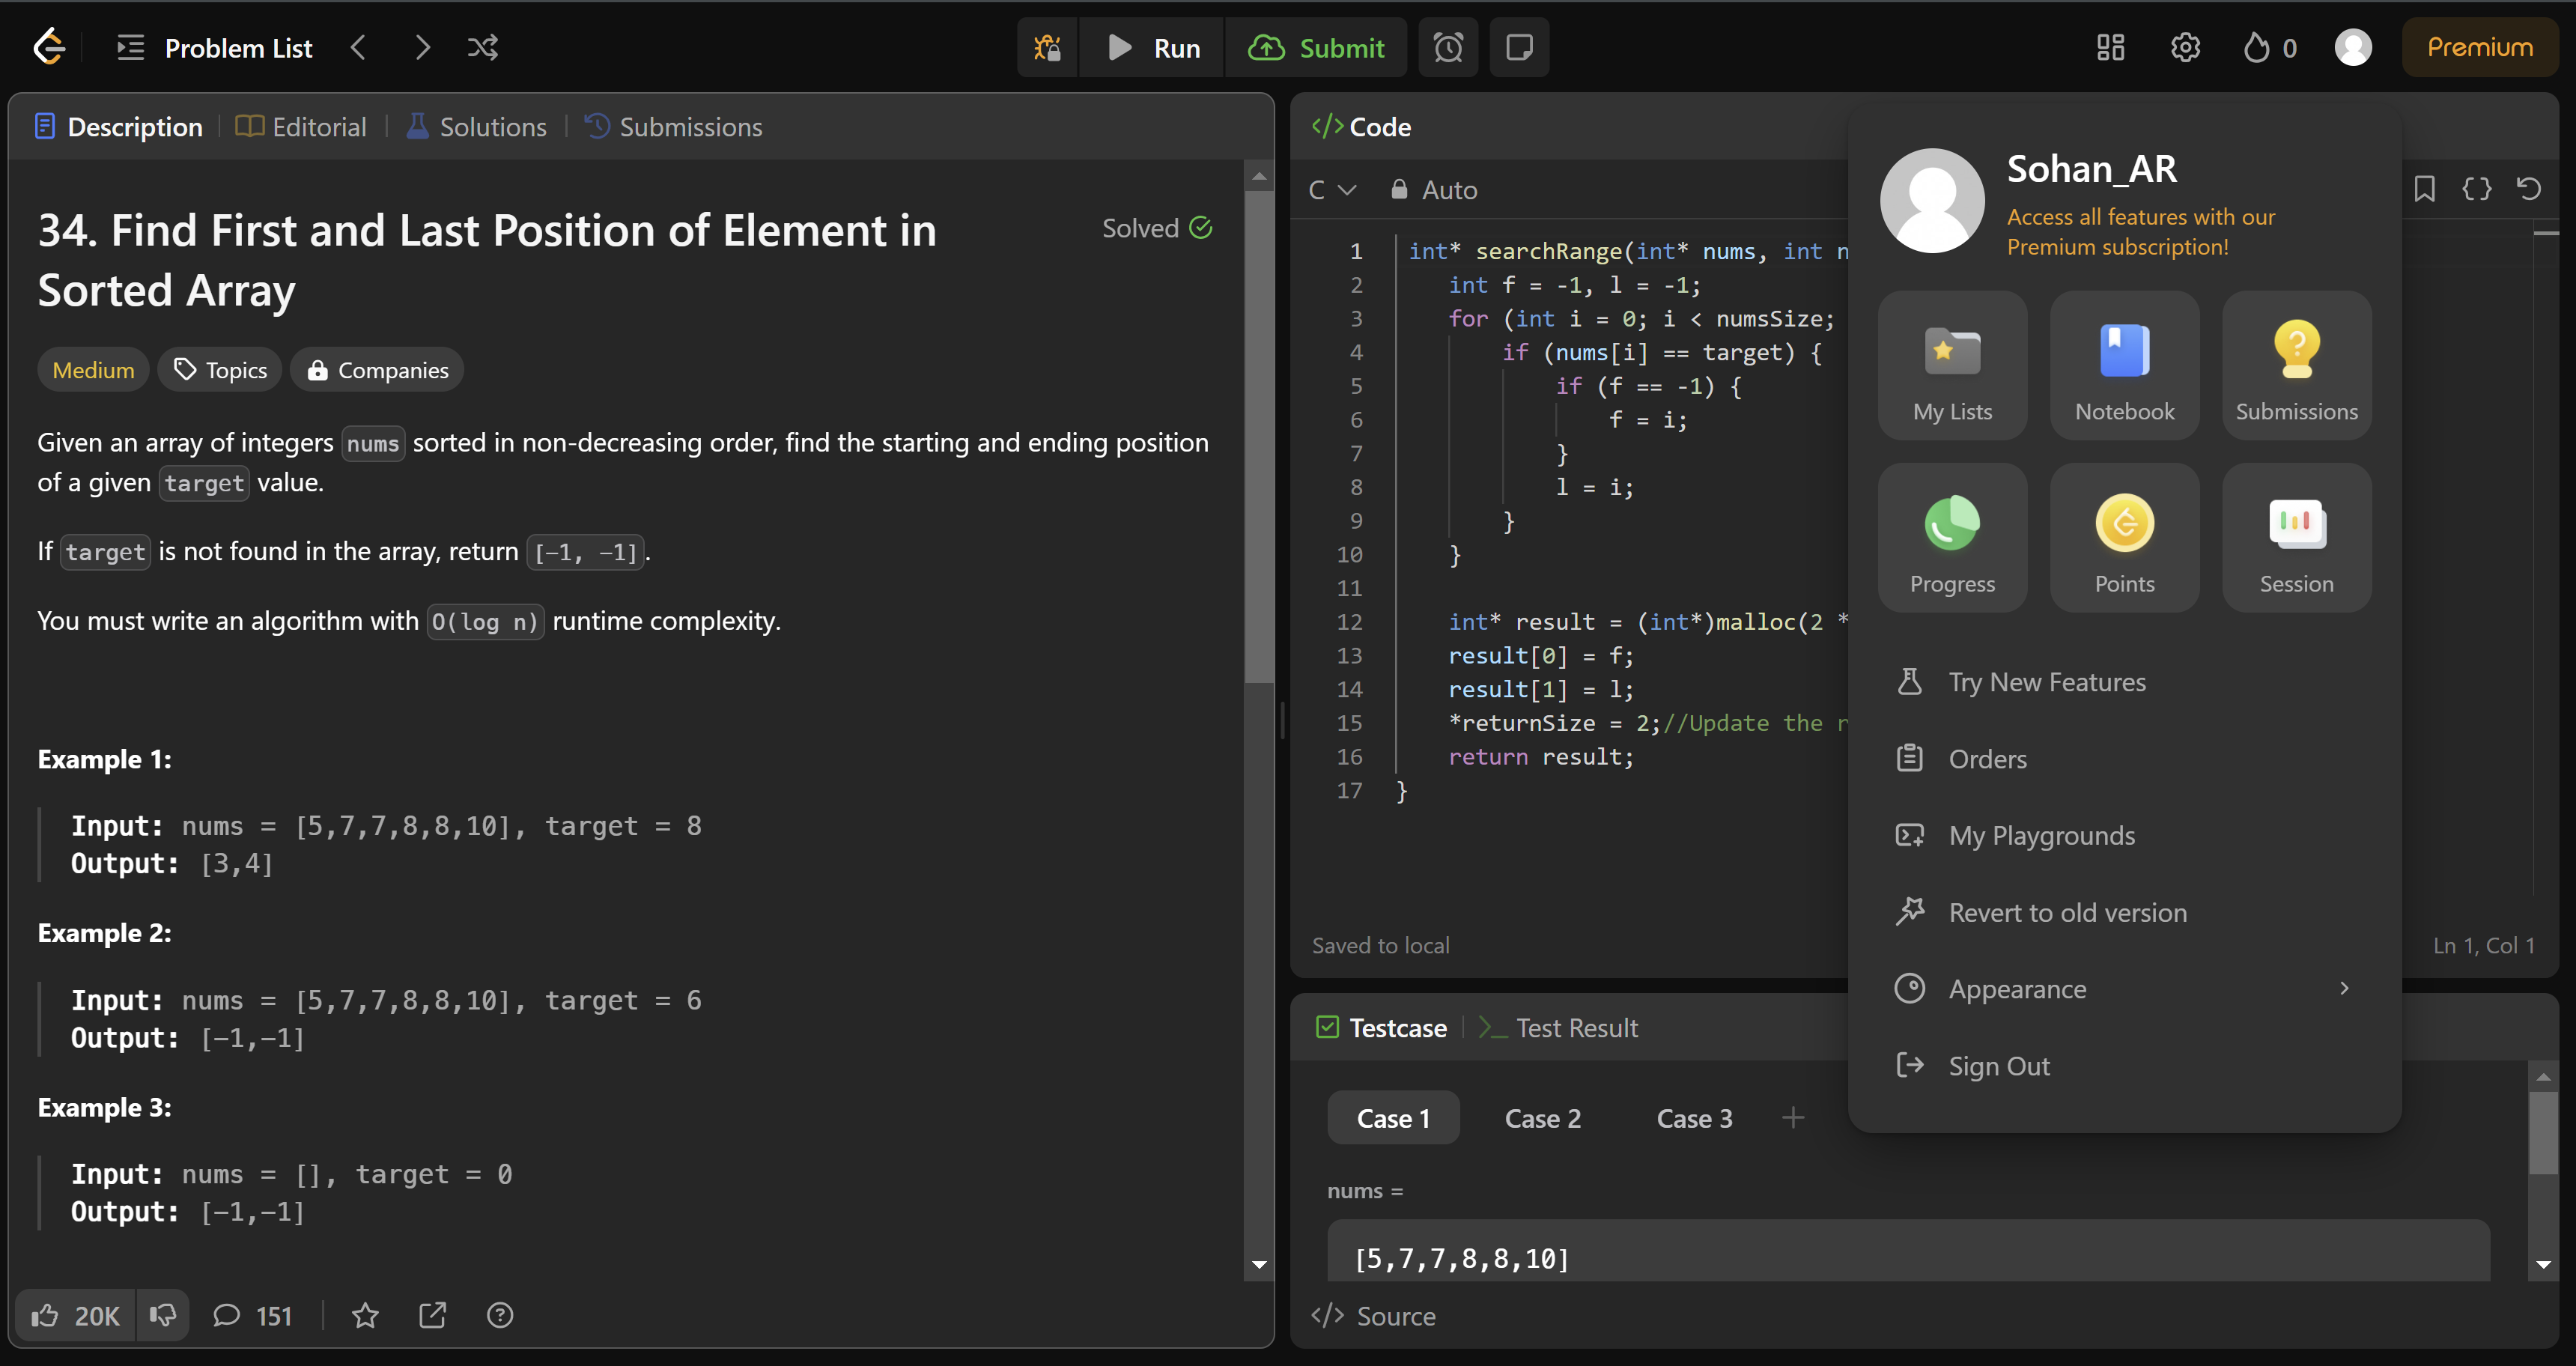 Problem List
Run
Submit
0
Premium
Description
Editorial
Solutions
Submissions
34. Find First and Last Position of Element in
Sorted Array
Solved
Medium
Topics
Companies
Given an array of integers nums sorted in non-decreasing order, find the starting and ending position
of a given target value.
If target is not found in the array, return [-1, -1].
You must write an algorithm with O(log n) runtime complexity.
Example 1:
Input: nums = [5,7,7,8,8,10], target = 8
Output: [3,4]
Example 2:
Input: nums = [5,7,7,8,8,10], target = 6
Output: [-1,-1]
Example 3:
Input: nums = [], target = 0
Output: [-1,-1]
20K
151
</> Code
C
Auto
1 int* searchRange(int* nums, int n
2 int f = -1, l = -1;
3 for (int i = 0; i < numsSize;
4 if (nums[i] == target) {
5 if (f == -1) {
6 f = i;
7 }
8 l = i;
9 }
10 }
11
12 int* result = (int*)malloc(2 *
13 result[0] = f;
14 result[1] = l;
15 *returnSize = 2;//Update the r
16 return result;
17 }
Saved to local
Ln 1, Col 1
Testcase
Test Result
Case 1
Case 2
Case 3
+
nums =
[5,7,7,8,8,10]
</> Source
Sohan_AR
Access all features with our
Premium subscription!
My Lists
Notebook
Submissions
Progress
Points
Session
Try New Features
Orders
My Playgrounds
Revert to old version
Appearance
Sign Out